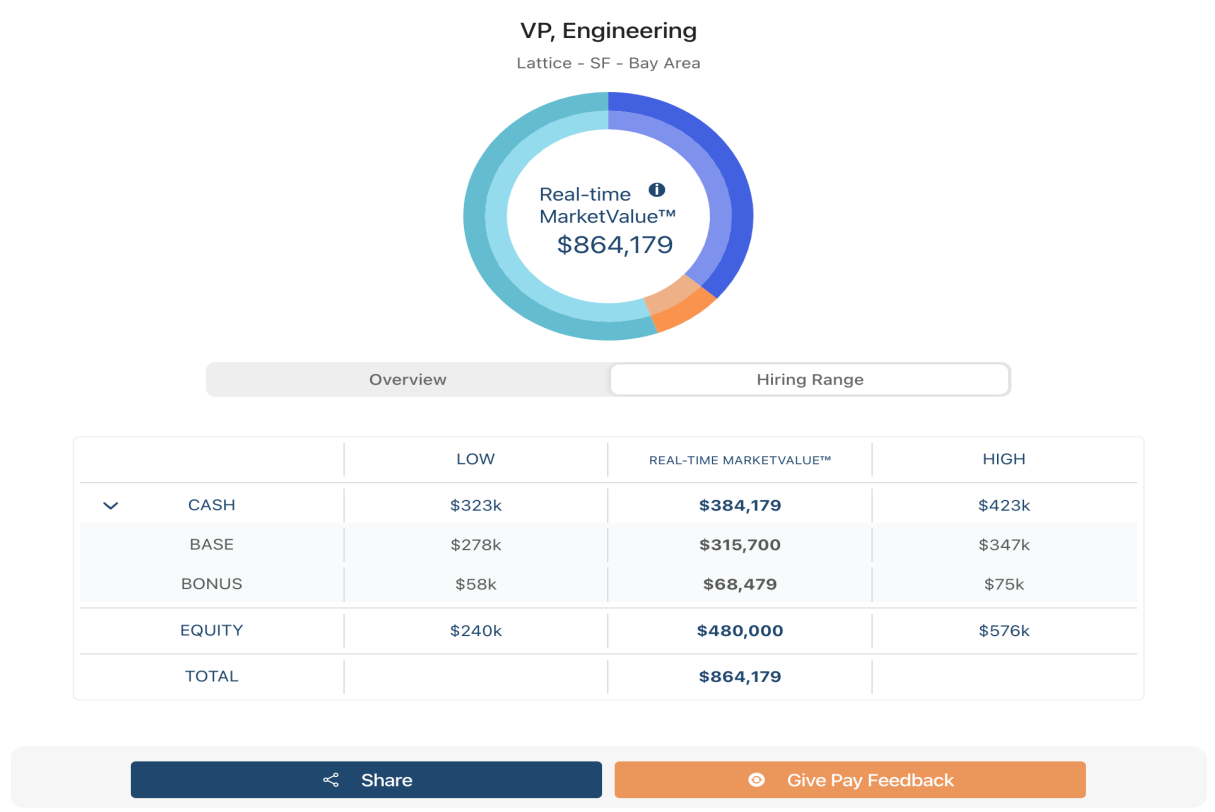 VP, Engineering
Lattice - SF - Bay Area
Real-time
MarketValue™
$864,179
Overview Hiring Range
LOW REAL-TIME MARKETVALUE™ HIGH
CASH $323k $384,179 $423k
BASE $278k $315,700 $347k
BONUS $58k $68,479 $75k
EQUITY $240k $480,000 $576k
TOTAL $864,179
Share Give Pay Feedback